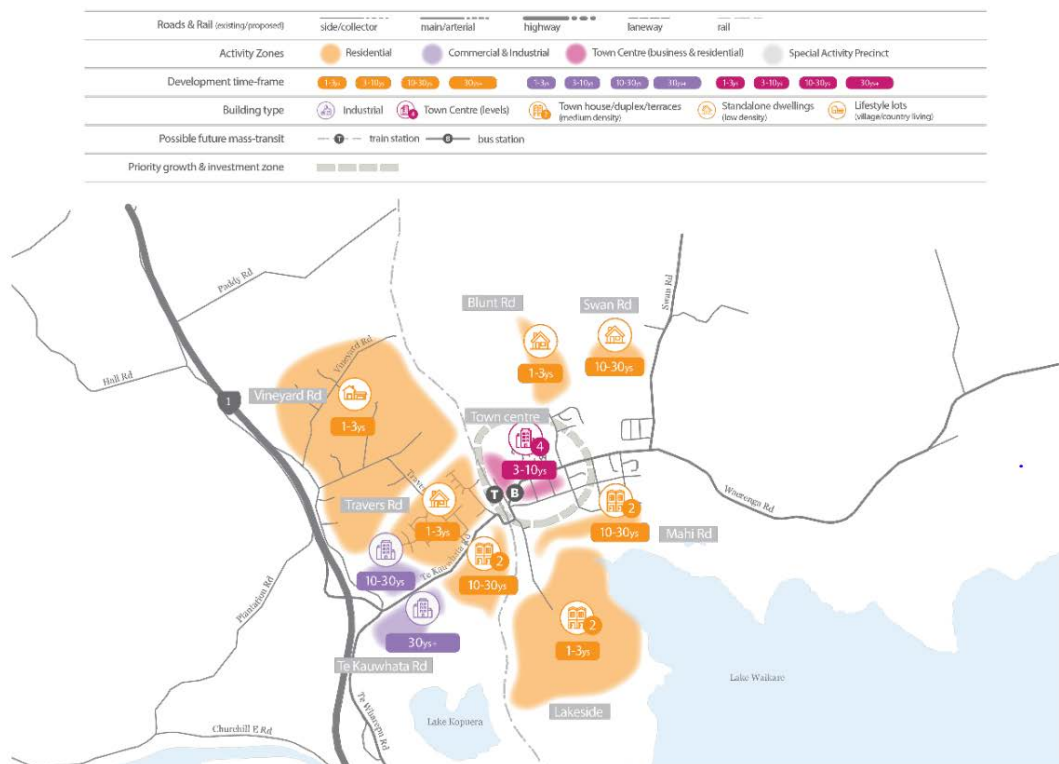 Roads & Rail (existing/proposed) side/collector main/arterial highway laneway rail
Activity Zones Residential Commercial & Industrial Town Centre (business & residential) Special Activity Precinct
Development time-frame 1-3ys 3-10ys 10-30ys 30ys+ 1-3ys 3-10ys 10-30ys 30ys+ 1-3ys 3-10ys 10-30ys 30ys+
Building type Industrial 4 Town Centre (levels) 2 Town house/duplex/terraces (medium density) Standalone dwellings (low density) Lifestyle lots (village/country living)
Possible future mass-transit T train station B bus station
Priority growth & investment zone
Paddy Rd
Blunt Rd
Swan Rd
Swan Rd
Hall Rd
Vineyard Rd
Vineyard Rd
1
1-3ys
1-3ys
10-30ys
Town centre
4
3-10ys
Travers Rd
Travers
1-3ys
T B
2
10-30ys
Mahi Rd
Waerenga Rd
10-30ys
Te Kauwhata Rd
2
10-30ys
Plantation Rd
30ys+
Te Kauwhata Rd
2
1-3ys
Lakeside
Lake Waikare
Lake Kopuera
Te Wharepu Rd
Churchill E Rd